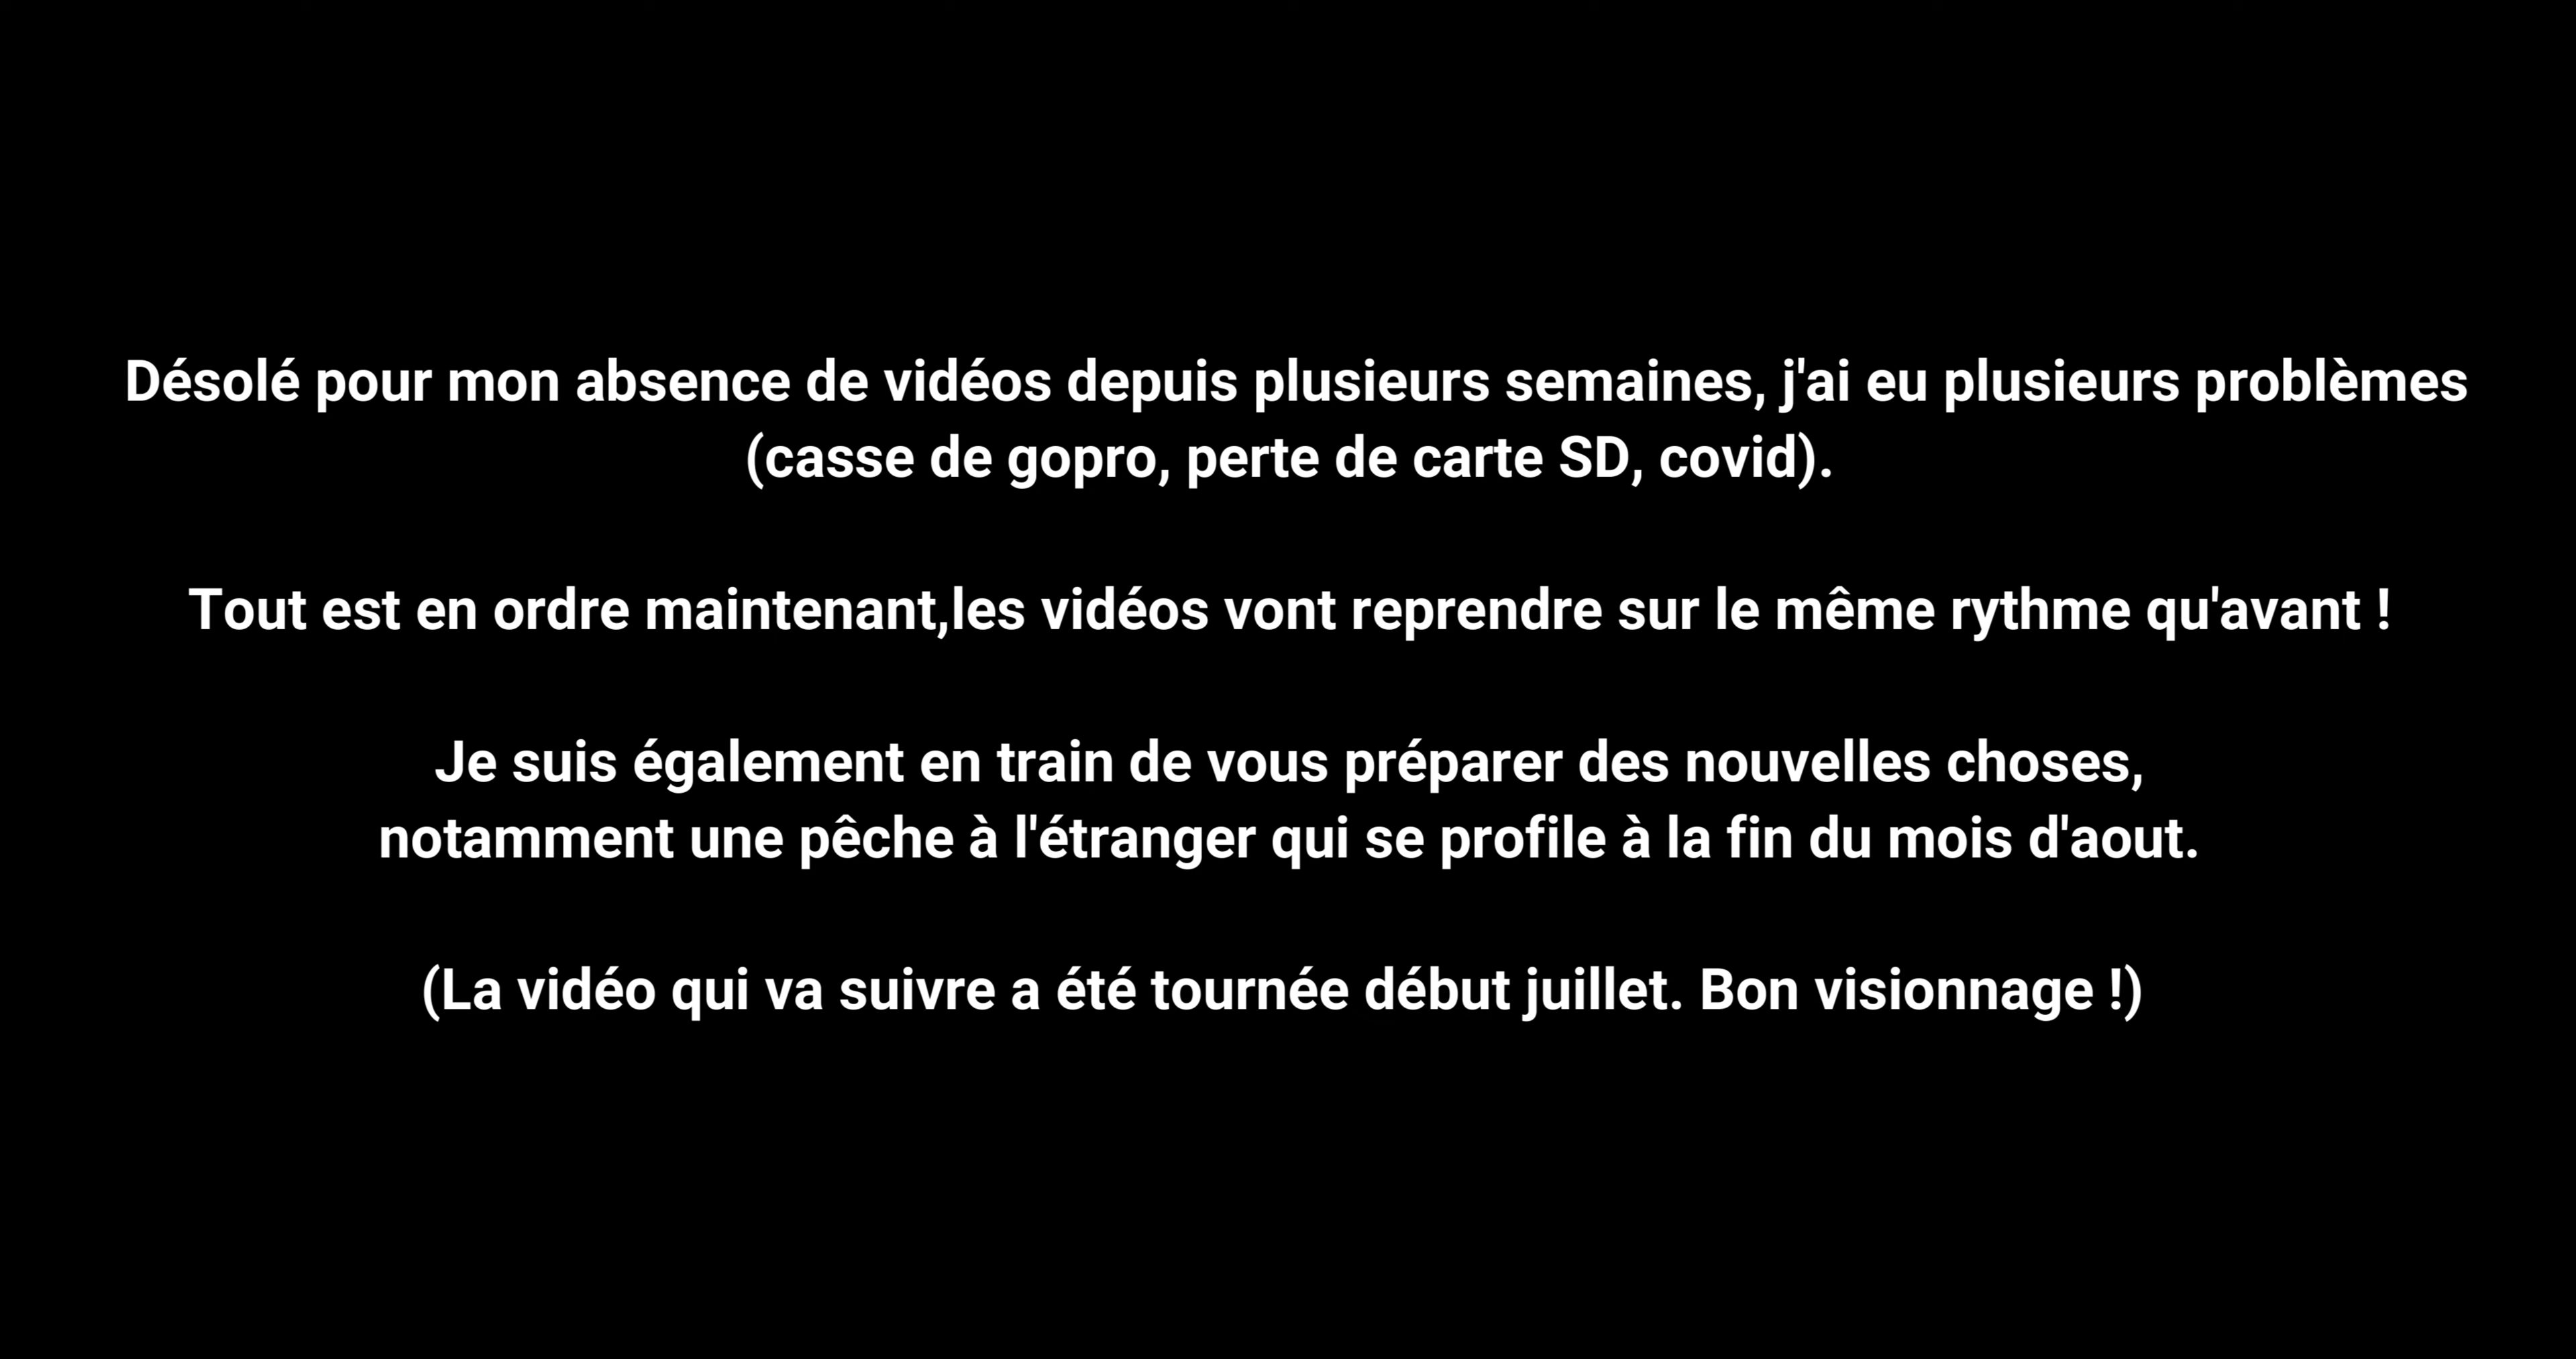 Désolé pour mon absence de vidéos depuis plusieurs semaines, j'ai eu plusieurs problèmes
(casse de gopro, perte de carte SD, covid).
Tout est en ordre maintenant,les vidéos vont reprendre sur le même rythme qu'avant !
Je suis également en train de vous préparer des nouvelles choses,
notamment une pêche à l'étranger qui se profile à la fin du mois d'aout.
(La vidéo qui va suivre a été tournée début juillet. Bon visionnage !)